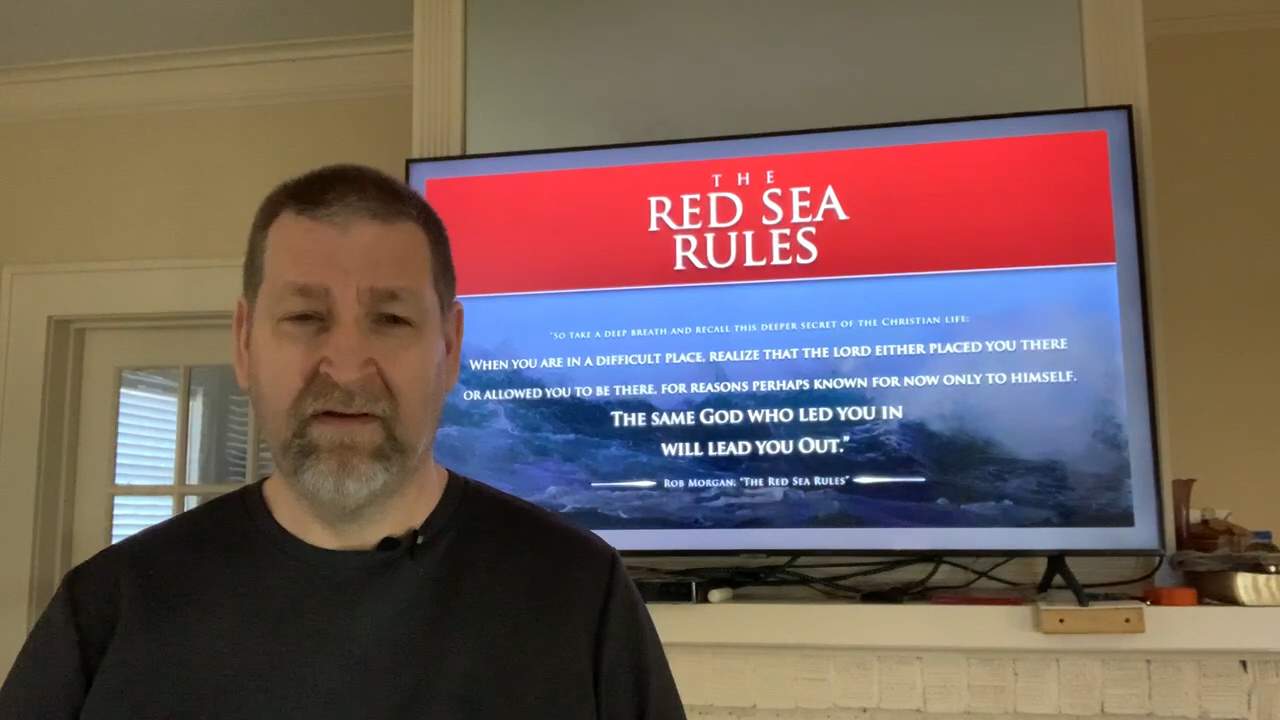 THE
RED SEA
RULES
"So take a deep breath and recall this deeper secret of the Christian life:
When you are in a difficult place, realize that the Lord either placed you there
or allowed you to be there, for reasons perhaps known for now only to Himself.
The same God who led you in
will lead you Out."
Rob Morgan; "The Red Sea Rules"